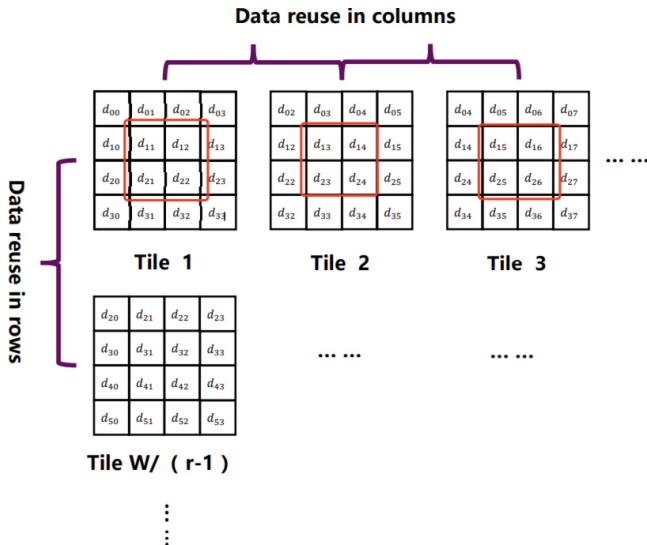 Data reuse in columns
d₀₀ d₀₁ d₀₂ d₀₃ d₀₂ d₀₃ d₀₄ d₀₅ d₀₄ d₀₅ d₀₆ d₀₇
d₁₀ d₁₁ d₁₂ d₁₃ d₁₂ d₁₃ d₁₄ d₁₅ d₁₄ d₁₅ d₁₆ d₁₇
d₂₀ d₂₁ d₂₂ d₂₃ d₂₂ d₂₃ d₂₄ d₂₅ d₂₄ d₂₅ d₂₆ d₂₇
d₃₀ d₃₁ d₃₂ d₃₃ d₃₂ d₃₃ d₃₄ d₃₅ d₃₄ d₃₅ d₃₆ d₃₇
... ...
Data reuse in rows
Tile 1 Tile 2 Tile 3
d₂₀ d₂₁ d₂₂ d₂₃
d₃₀ d₃₁ d₃₂ d₃₃
d₄₀ d₄₁ d₄₂ d₄₃
d₅₀ d₅₁ d₅₂ d₅₃
... ... ... ...
Tile W/ ( r-1 )
... ...